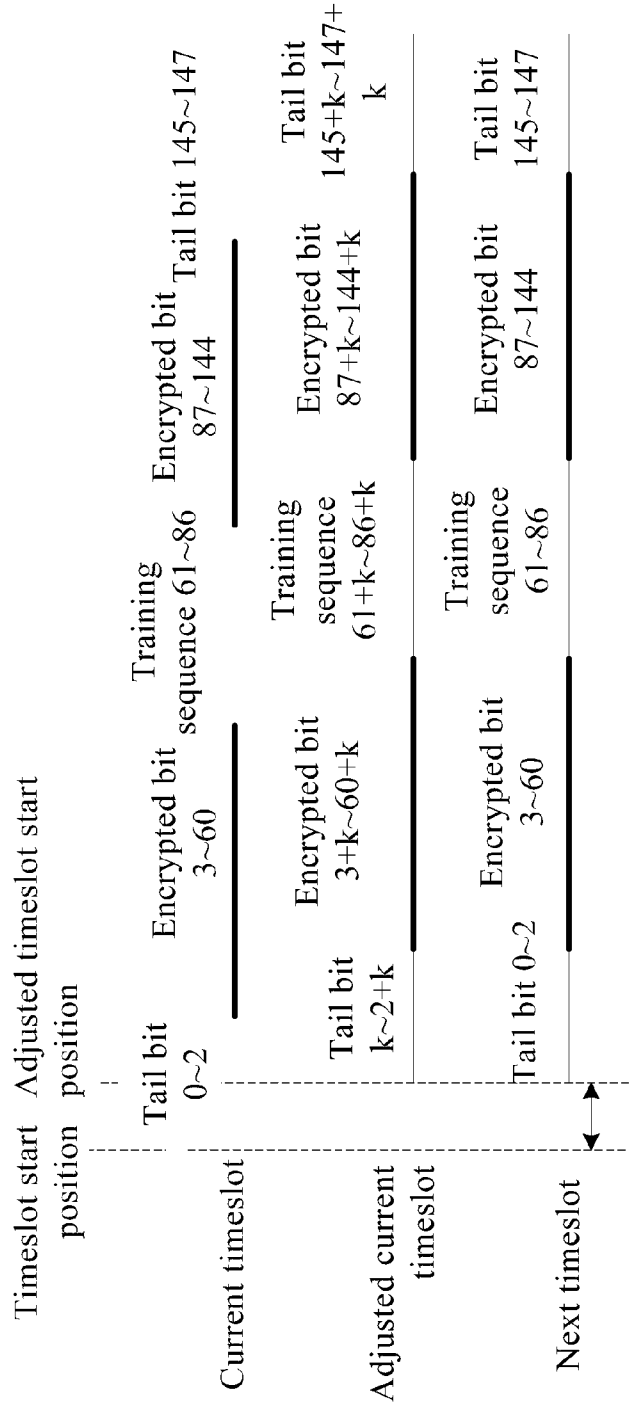 Timeslot start
position
Adjusted timeslot start
position
Current timeslot
Tail bit
0~2
Encrypted bit
3~60
Training
sequence 61~86
Encrypted bit
87~144
Tail bit 145~147
Adjusted current
timeslot
Tail bit
k~2+k
Encrypted bit
3+k~60+k
Training
sequence
61+k~86+k
Encrypted bit
87+k~144+k
Tail bit
145+k~147+
k
Next timeslot
Tail bit 0~2
Encrypted bit
3~60
Training
sequence
61~86
Encrypted bit
87~144
Tail bit
145~147